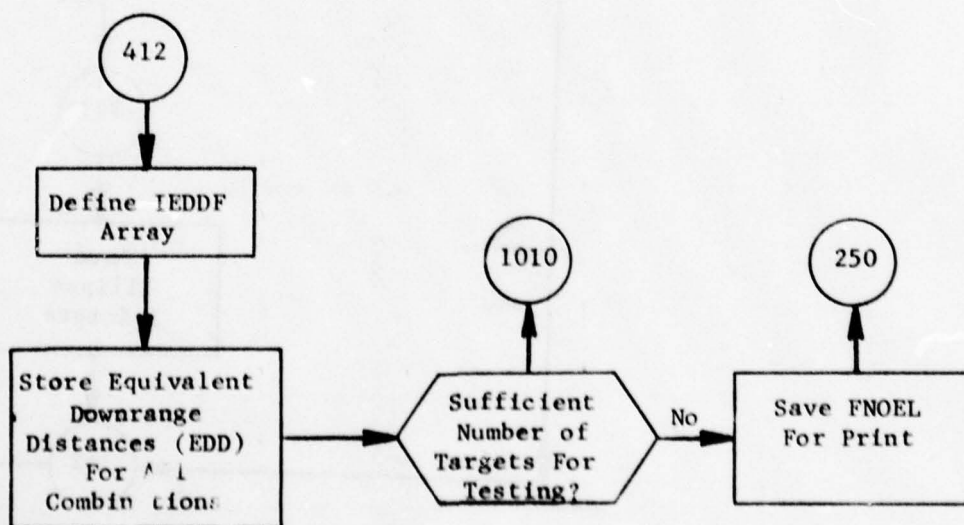 412
Define IEDDF
Array
Store Equivalent
Downrange
Distances (EDD)
For
1010
Sufficient
Number of
Targets For
Testing?
No
250
Save FNOEL
For Print